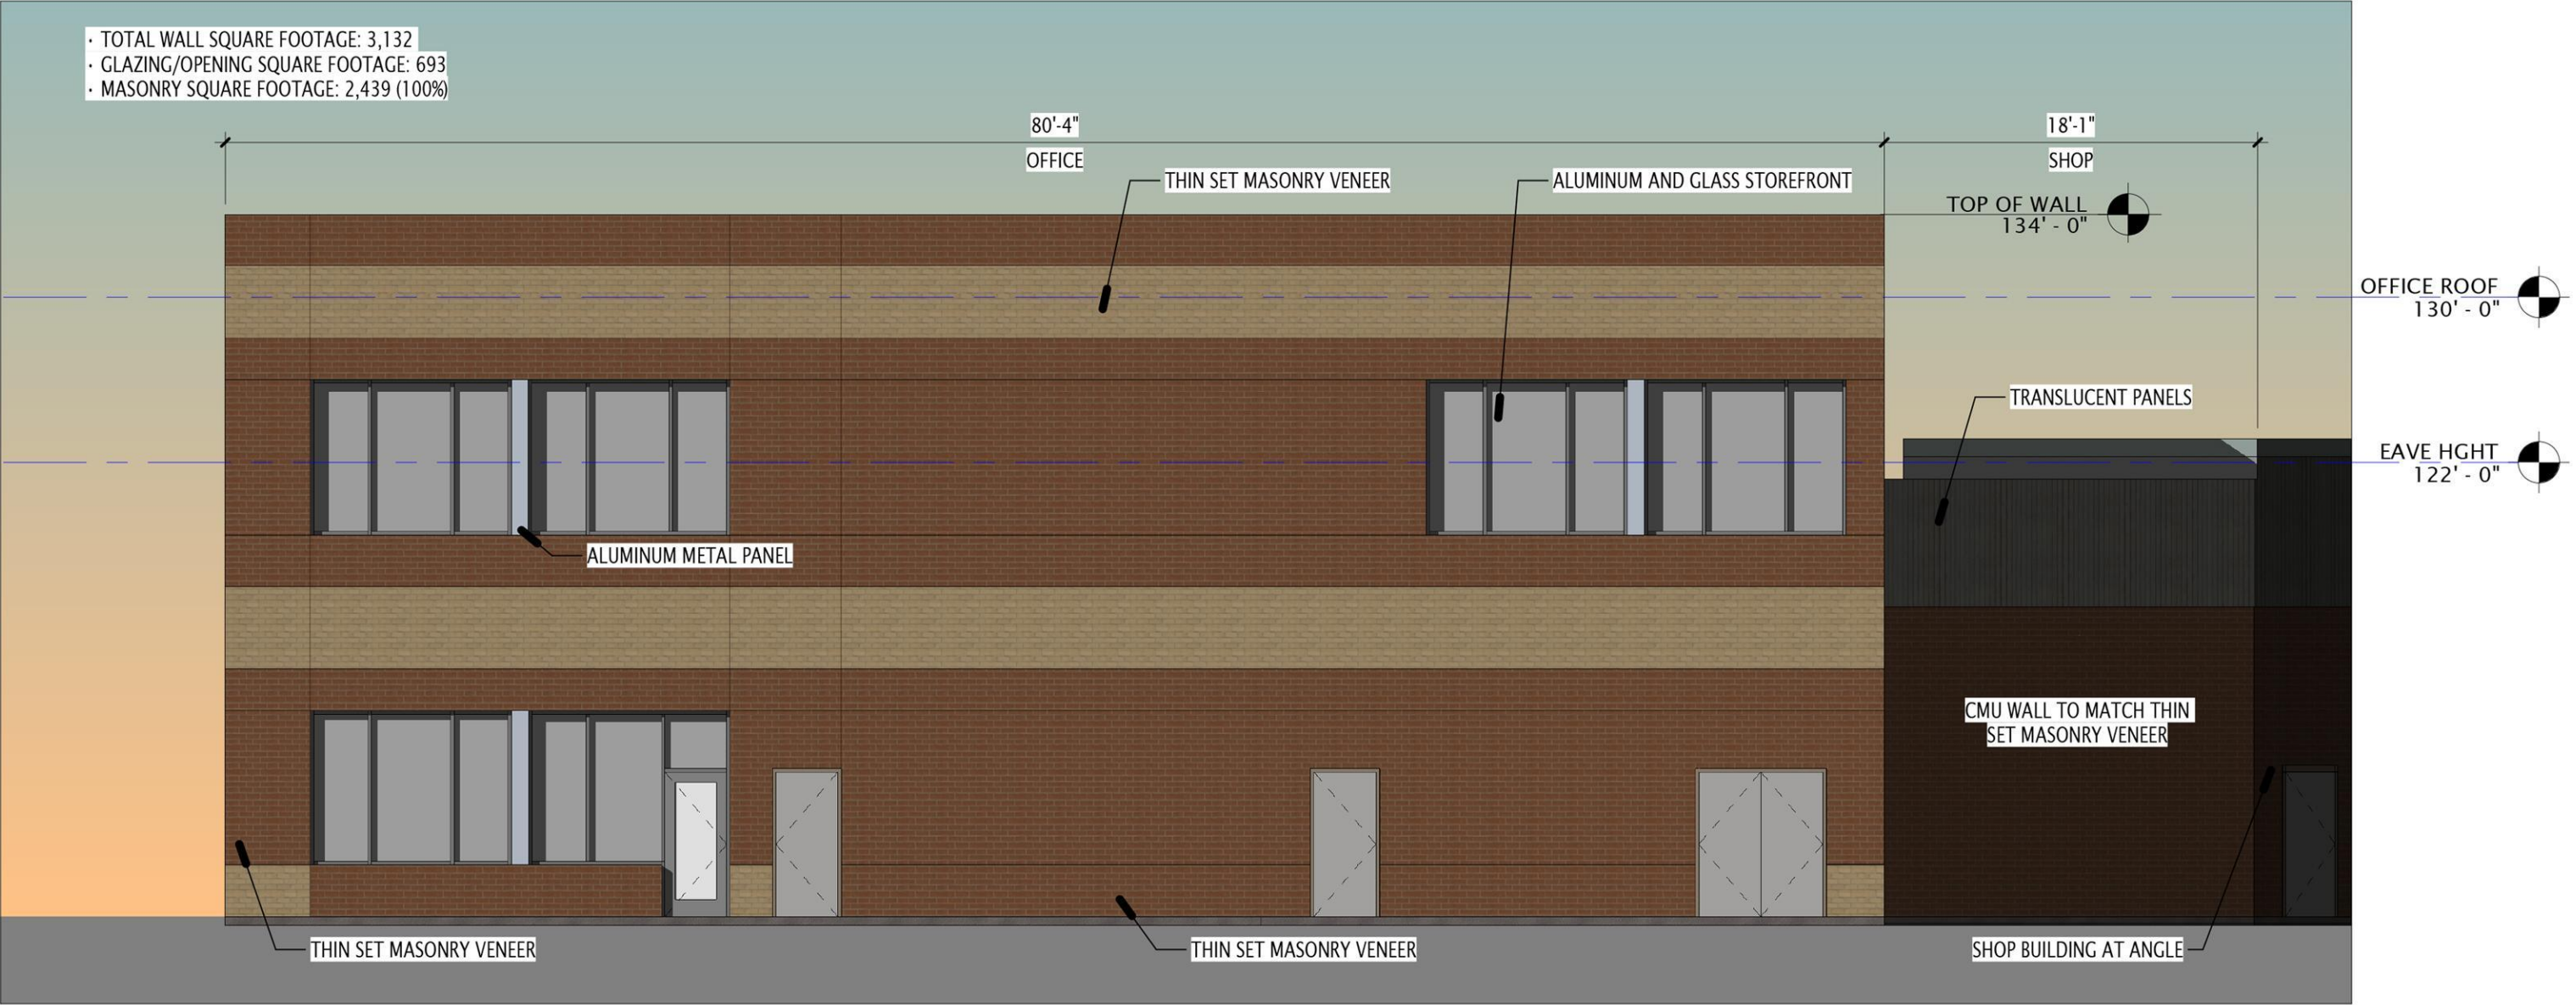 · TOTAL WALL SQUARE FOOTAGE: 3,132
· GLAZING/OPENING SQUARE FOOTAGE: 693
· MASONRY SQUARE FOOTAGE: 2,439 (100%)
80'-4"
OFFICE
18'-1"
SHOP
THIN SET MASONRY VENEER
ALUMINUM AND GLASS STOREFRONT
TOP OF WALL
134' - 0"
OFFICE ROOF
130' - 0"
TRANSLUCENT PANELS
EAVE HGHT
122' - 0"
ALUMINUM METAL PANEL
CMU WALL TO MATCH THIN
SET MASONRY VENEER
THIN SET MASONRY VENEER
THIN SET MASONRY VENEER
SHOP BUILDING AT ANGLE